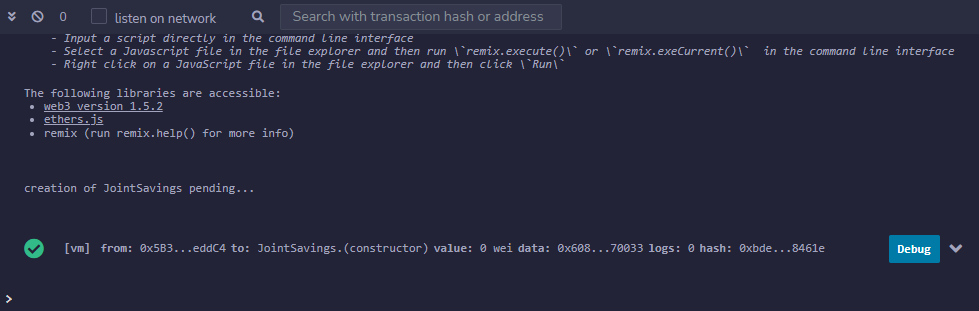 0 listen on network Search with transaction hash or address
- Input a script directly in the command line interface
- Select a Javascript file in the file explorer and then run \`remix.execute()\` or \`remix.exeCurrent()\` in the command line interface
- Right click on a JavaScript file in the file explorer and then click \`Run\`
The following libraries are accessible:
• web3 version 1.5.2
• ethers.js
• remix (run remix.help() for more info)
creation of JointSavings pending...
[vm] from: 0x5B3...eddC4 to: JointSavings.(constructor) value: 0 wei data: 0x608...70033 logs: 0 hash: 0xbde...8461e Debug
>